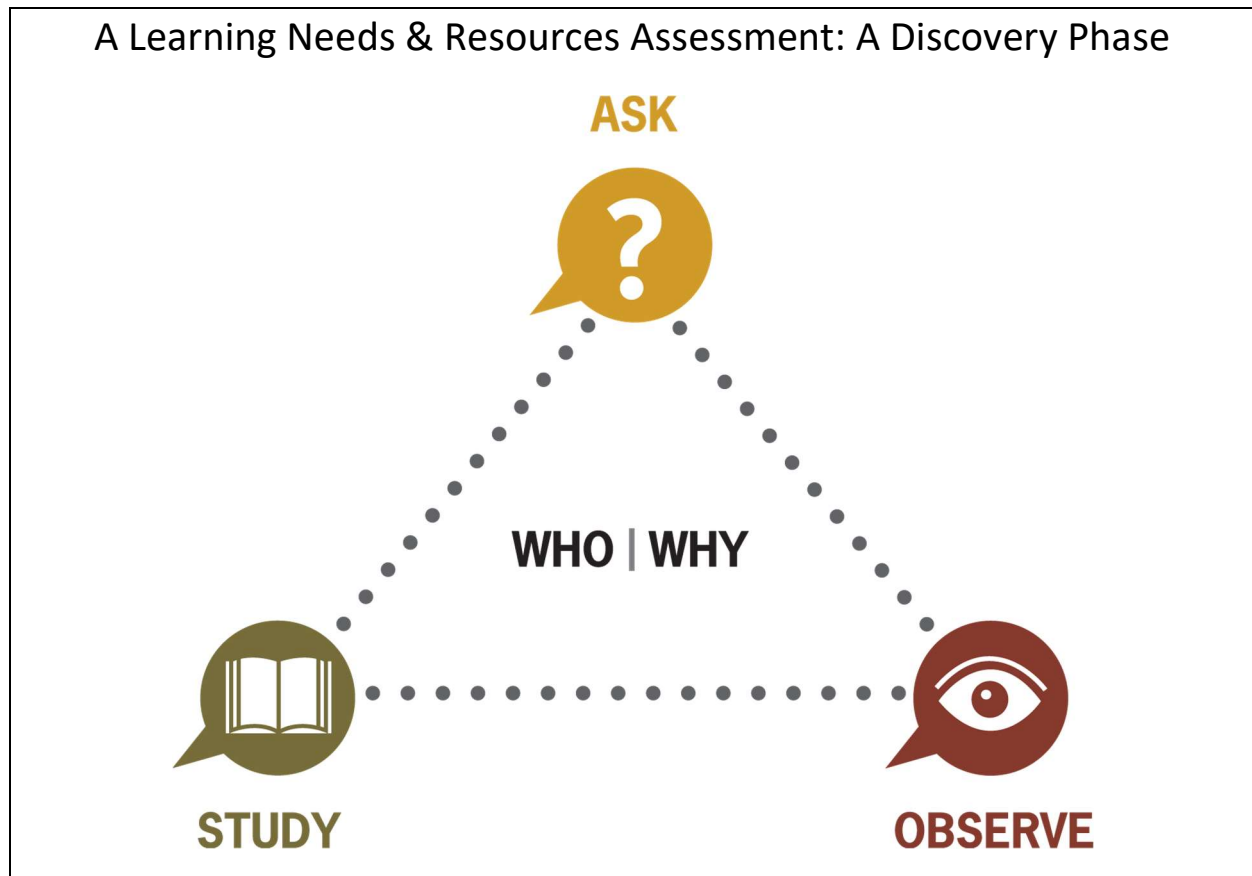 A Learning Needs & Resources Assessment: A Discovery Phase
ASK
?
WHO | WHY
STUDY
OBSERVE